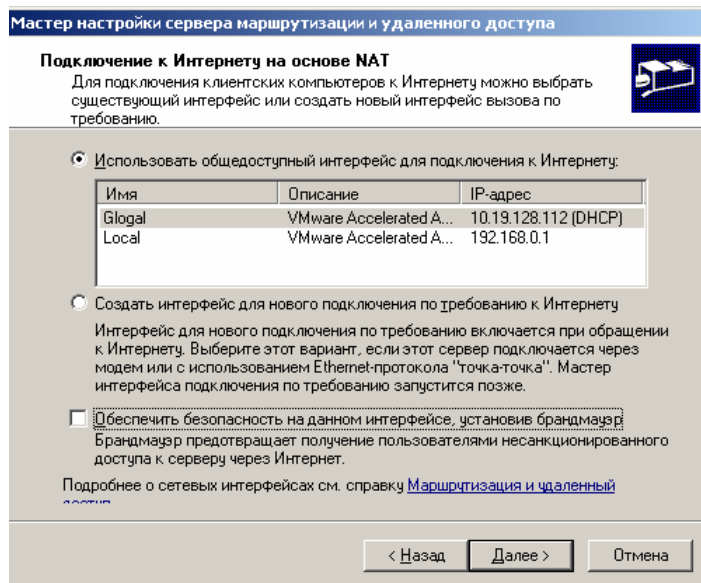 Мастер настройки сервера маршрутизации и удаленного доступа
Подключение к Интернету на основе NAT
Для подключения клиентских компьютеров к Интернету можно выбрать
существующий интерфейс или создать новый интерфейс вызова по
требованию.
Использовать общедоступный интерфейс для подключения к Интернету:
Имя Описание IP-адрес
Glogal VMware Accelerated A... 10.19.128.112 (DHCP)
Local VMware Accelerated A... 192.168.0.1
Создать интерфейс для нового подключения по требованию к Интернету
Интерфейс для нового подключения по требованию включается при обращении
к Интернету. Выберите этот вариант, если этот сервер подключается через
модем или с использованием Ethernet-протокола "точка-точка". Мастер
интерфейса подключения по требованию запустится позже.
Обеспечить безопасность на данном интерфейсе, установив брандмауэр
Брандмауэр предотвращает получение пользователями несанкционированного
доступа к серверу через Интернет.
Подробнее о сетевых интерфейсах см. справку Маршрутизация и удаленный
< Назад Далее > Отмена